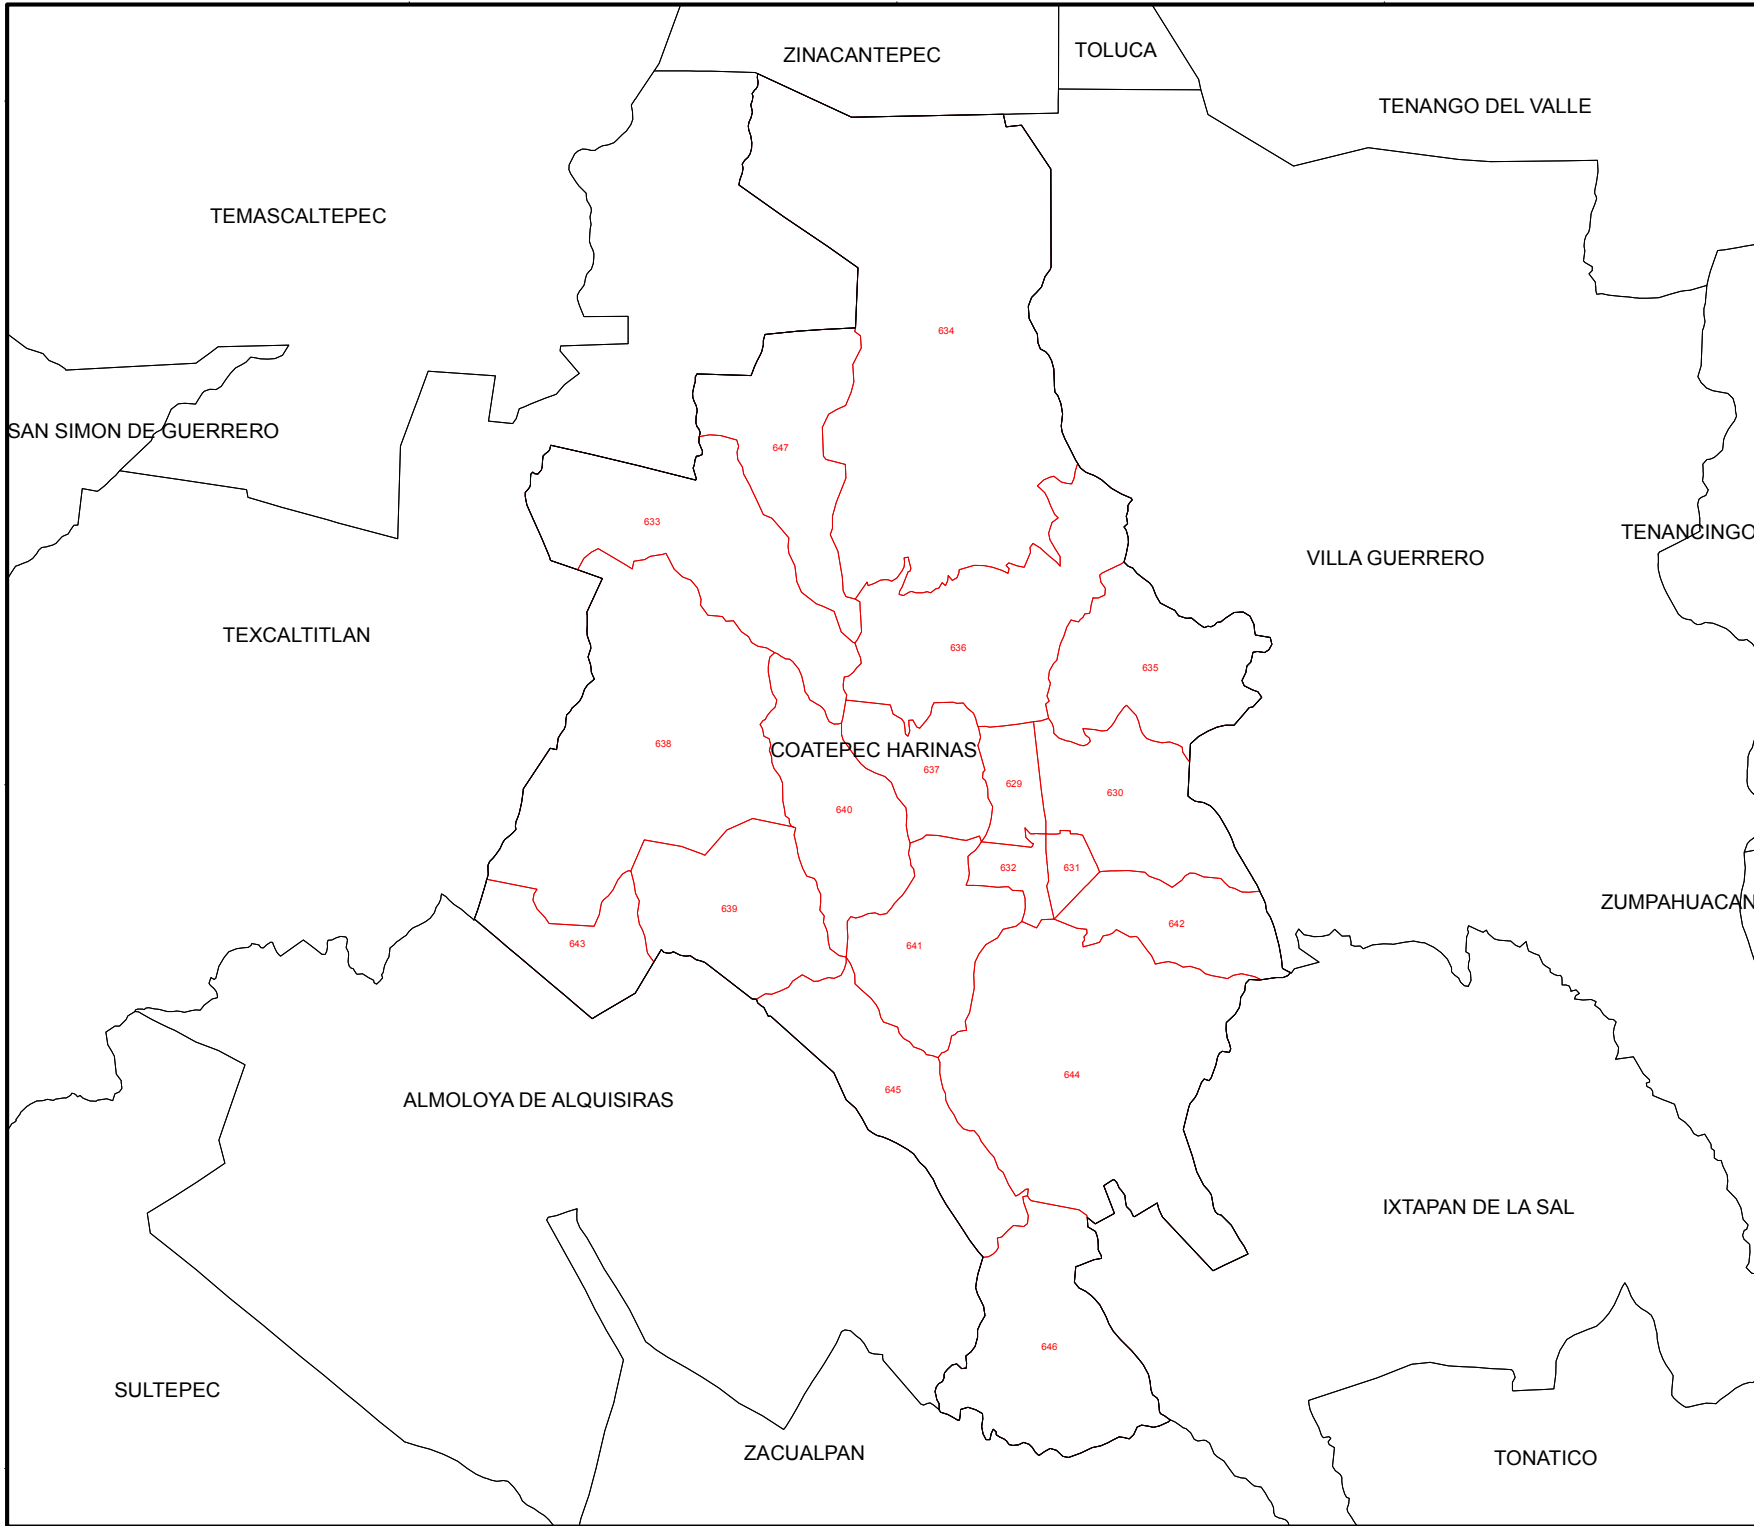 TOLUCA
ZINACANTEPEC
TENANGO DEL VALLE
TEMASCALTEPEC
634
SAN SIMON DE GUERRERO
647
633
TENANCINGO
VILLA GUERRERO
TEXCALTITLAN
636
635
638
COATEPEC HARINAS
637
629
630
640
632
631
ZUMPAHUACAN
639
642
643
641
644
645
ALMOLOYA DE ALQUISIRAS
IXTAPAN DE LA SAL
646
SULTEPEC
ZACUALPAN
TONATICO